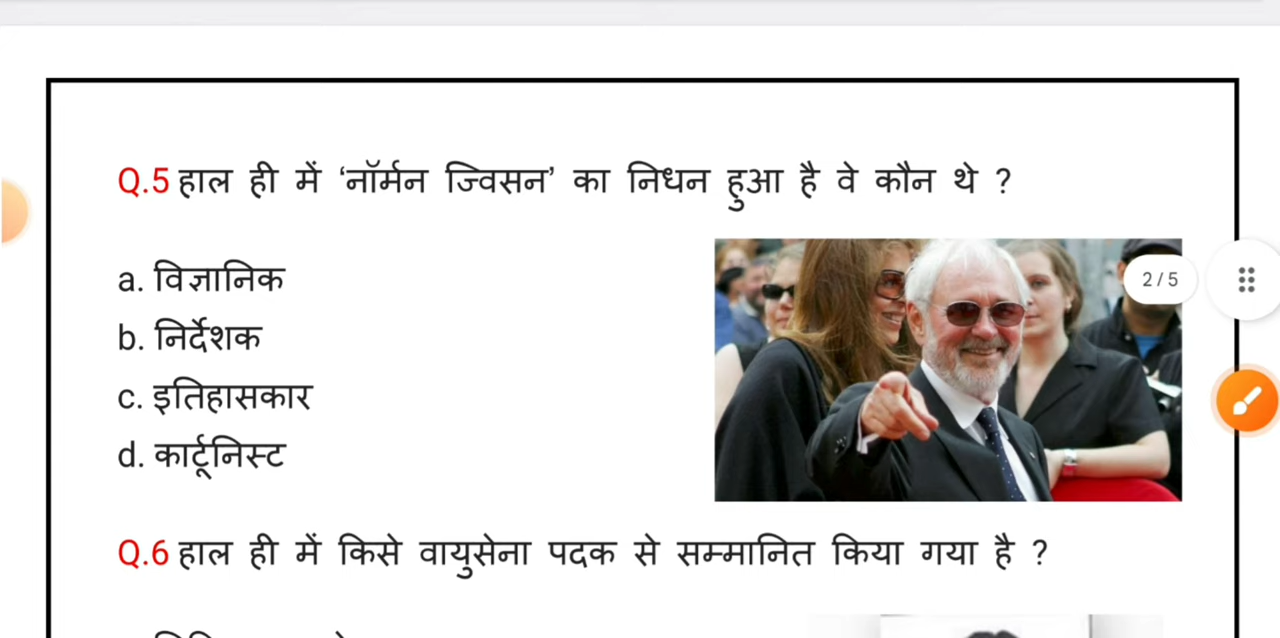 Q.5 हाल ही में ‘नॉर्मन ज्विसन’ का निधन हुआ है वे कौन थे ?
a. विज्ञानिक
b. निर्देशक
c. इतिहासकार
d. कार्टूनिस्ट
2/5
Q.6 हाल ही में किसे वायुसेना पदक से सम्मानित किया गया है ?